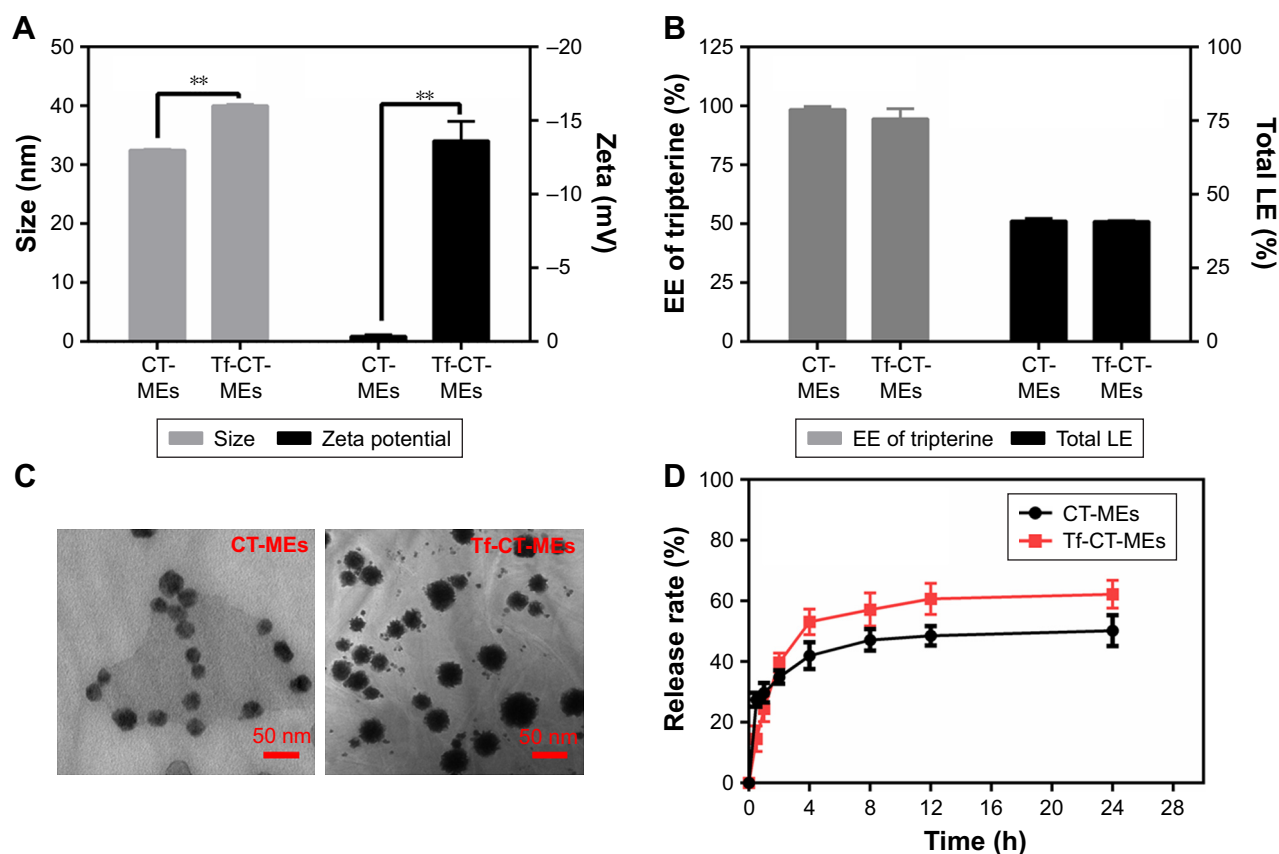 A
Size (nm)
50
40
30
20
10
0
**
**
–20
–15
–10
–5
0
Zeta (mV)
CT-
MEs
Tf-CT-
MEs
CT-
MEs
Tf-CT-
MEs
Size
Zeta potential
B
EE of tripterine (%)
125
100
75
50
25
0
100
75
50
25
0
Total LE (%)
CT-
MEs
Tf-CT-
MEs
CT-
MEs
Tf-CT-
MEs
EE of tripterine
Total LE
C
CT-MEs
50 nm
Tf-CT-MEs
50 nm
D
Release rate (%)
100
80
60
40
20
0
CT-MEs
Tf-CT-MEs
0
4
8
12
16
20
24
28
Time (h)